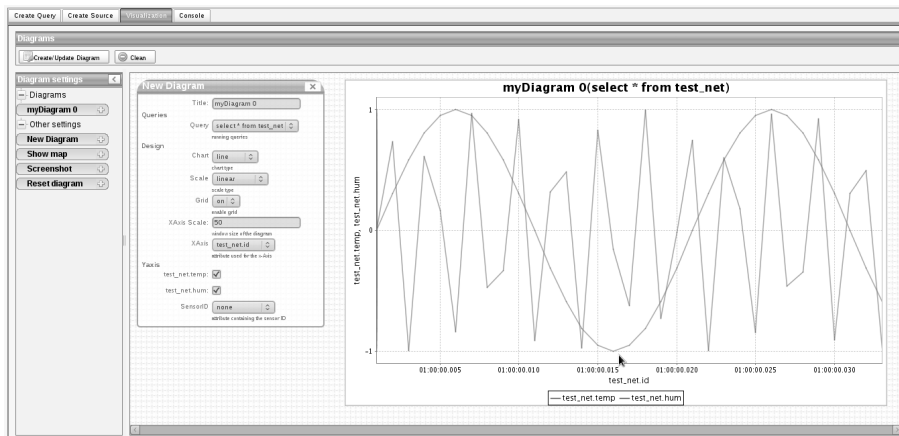 Create Query Create Source Visualization Console
Diagrams
Create/Update Diagram Clean
Diagram settings
Diagrams
myDiagram 0
Other settings
New Diagram
Show map
Screenshot
Reset diagram
New Diagram
Title: myDiagram 0
Queries
Query select * from test_net
running queries
Design
Chart line
chart type
Scale linear
scale type
Grid on
enable grid
XAxis Scale: 50
window size of the diagram
XAxis test_net.id
attribute used for the x-Axis
Yaxis
test_net.temp:
test_net.hum:
SensorID none
attribute containing the sensor ID
myDiagram 0(select * from test_net)
test_net.temp, test_net.hum
1
0
-1
01:00:00.005 01:00:00.010 01:00:00.015 01:00:00.020 01:00:00.025 01:00:00.030
test_net.id
test_net.temp test_net.hum